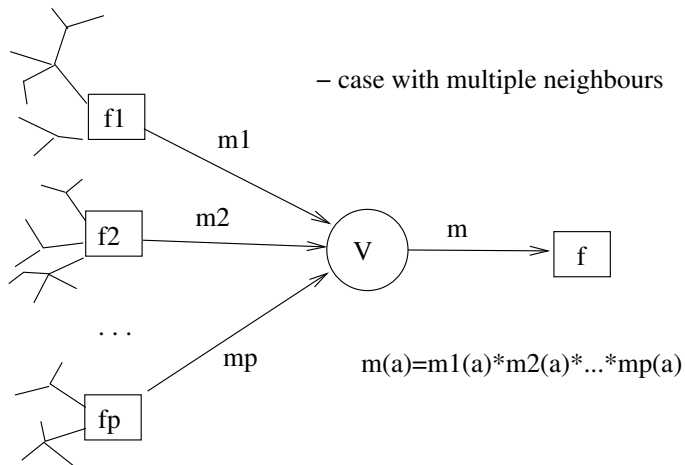 – case with multiple neighbours
f1
m1
f2
m2
V
m
f
. . .
mp
m(a)=m1(a)*m2(a)*...*mp(a)
fp